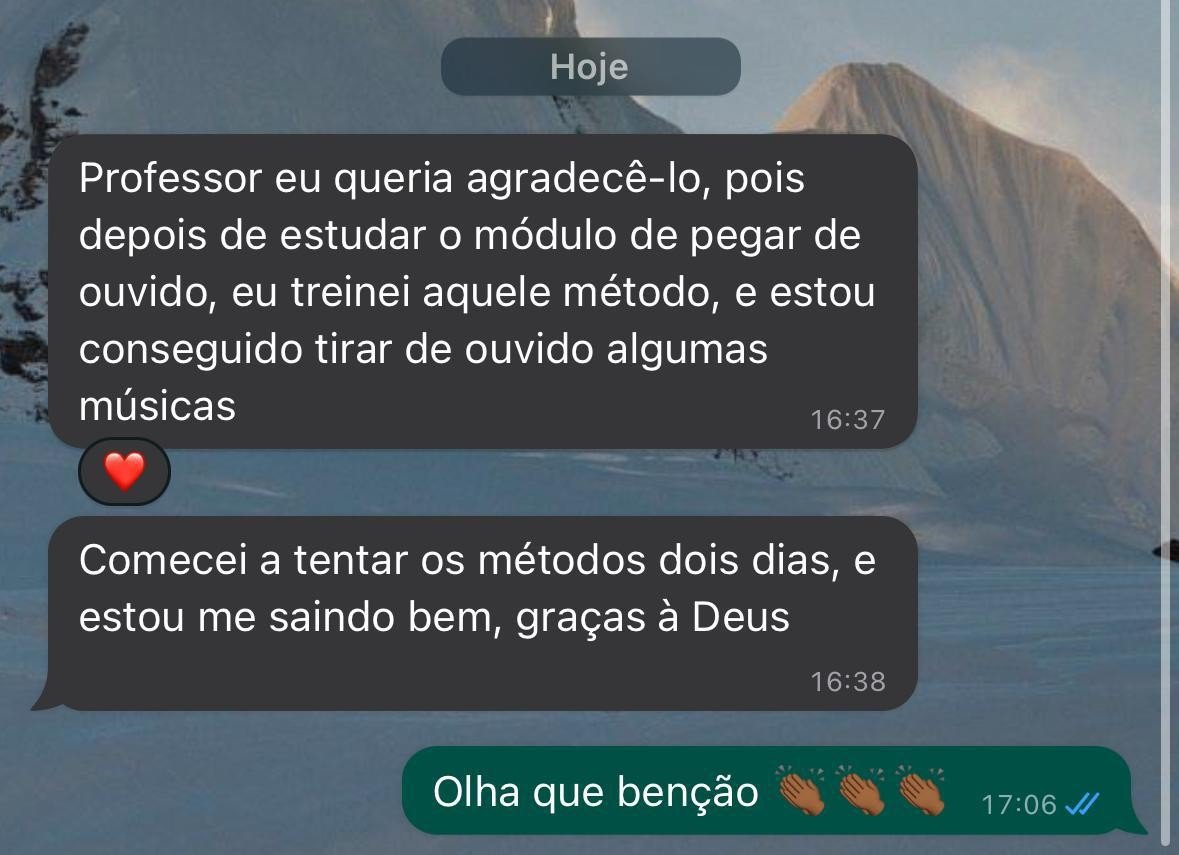 Hoje
Professor eu queria agradecê-lo, pois
depois de estudar o módulo de pegar de
ouvido, eu treinei aquele método, e estou
conseguido tirar de ouvido algumas
músicas
16:37
Comecei a tentar os métodos dois dias, e
estou me saindo bem, graças à Deus
16:38
Olha que benção 👏🏾👏🏾👏🏾 17:06